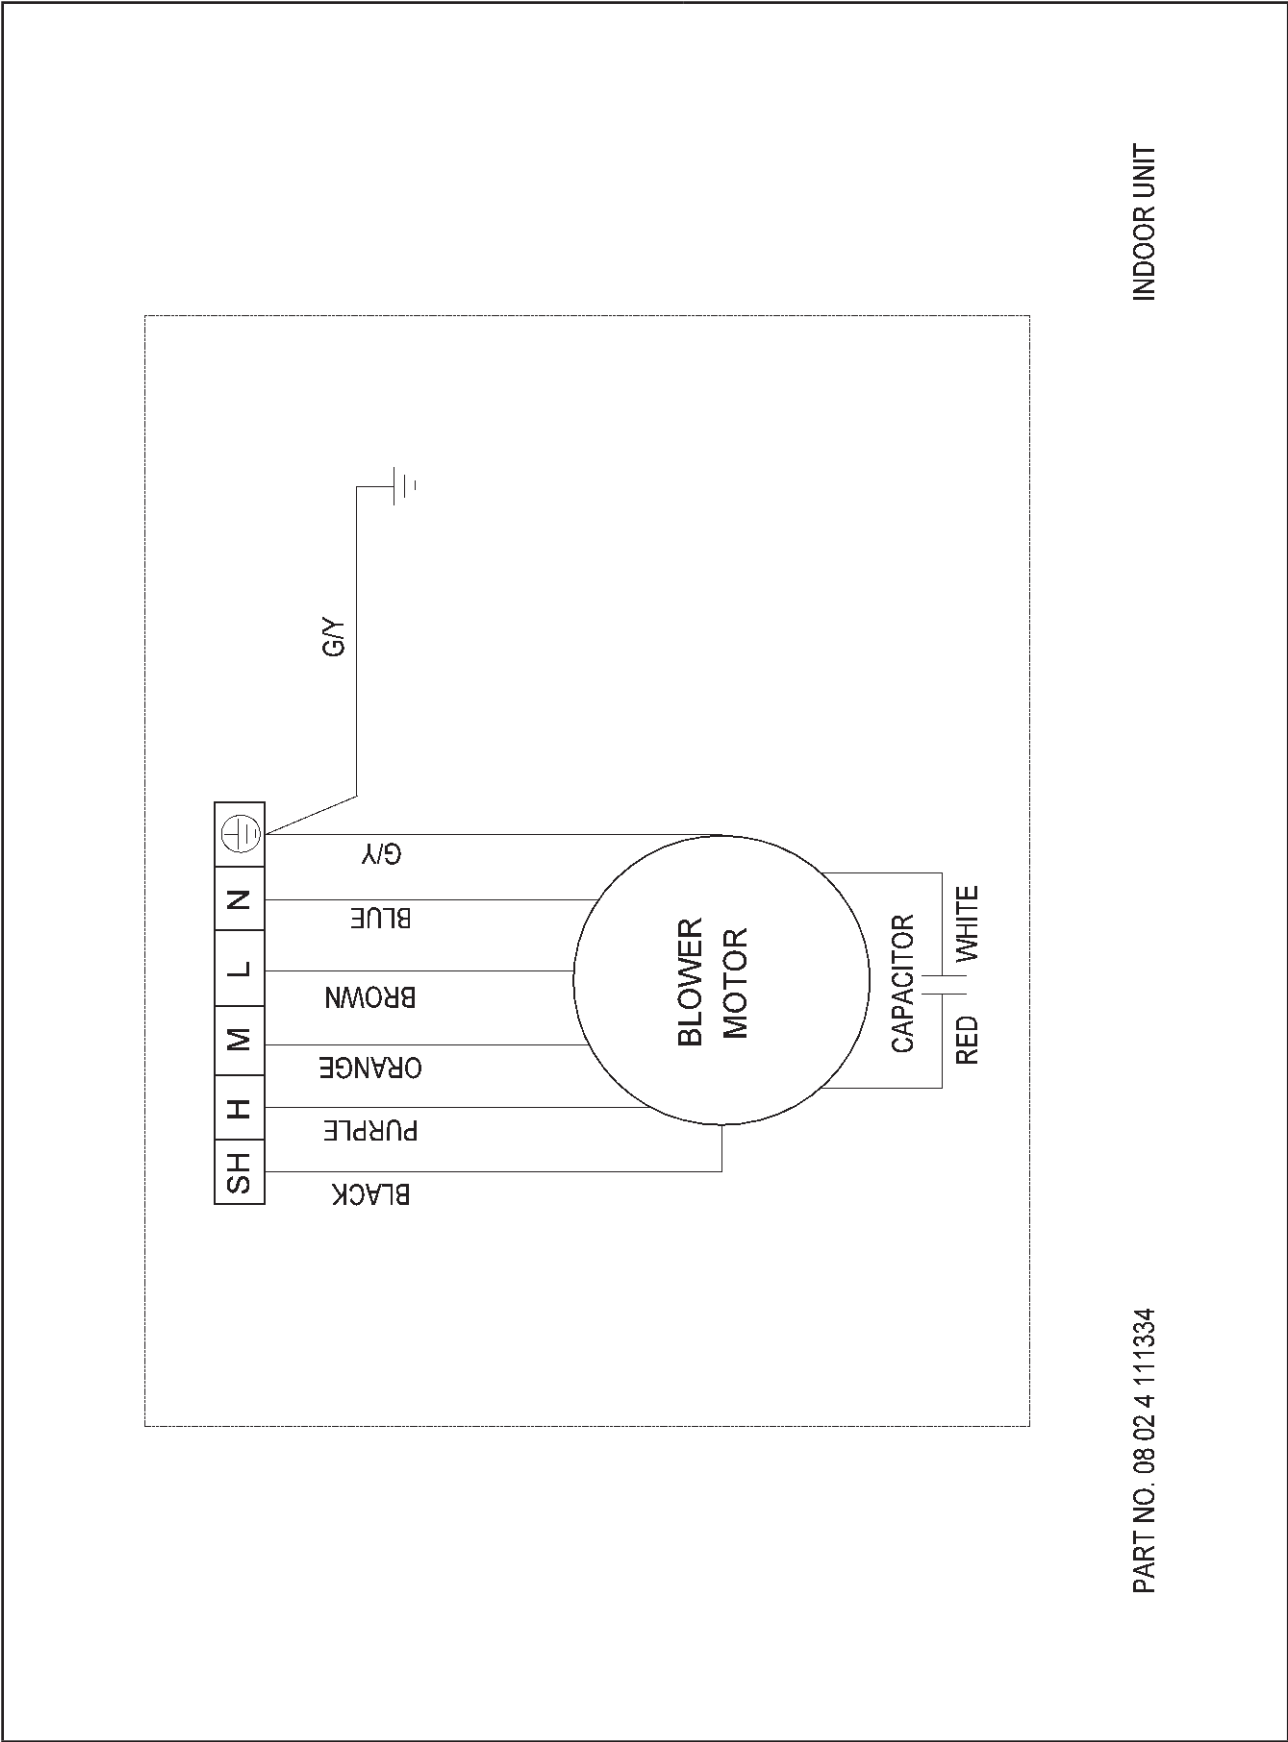 SH
H
M
L
N
BLACK
PURPLE
ORANGE
BROWN
BLUE
G/Y
G/Y
BLOWER
MOTOR
CAPACITOR
RED
WHITE
PART NO. 08 02 4 111334
INDOOR UNIT